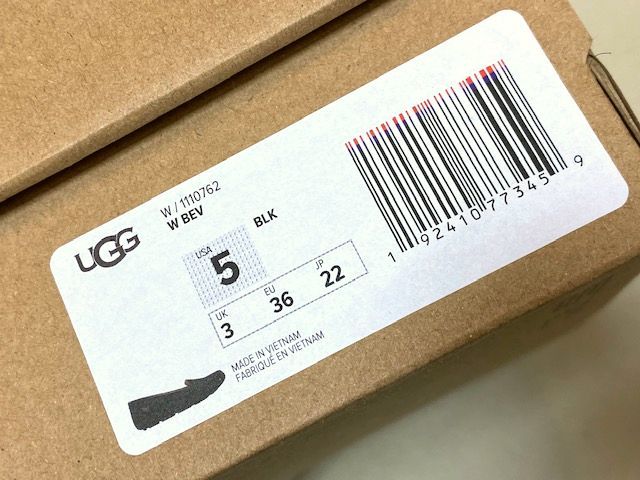 UGG
W / 1110762
W BEV
BLK
USA
5
UK
3
EU
36
JP
22
MADE IN VIETNAM
FABRIQUÉ EN VIETNAM
1 92410 77345 9